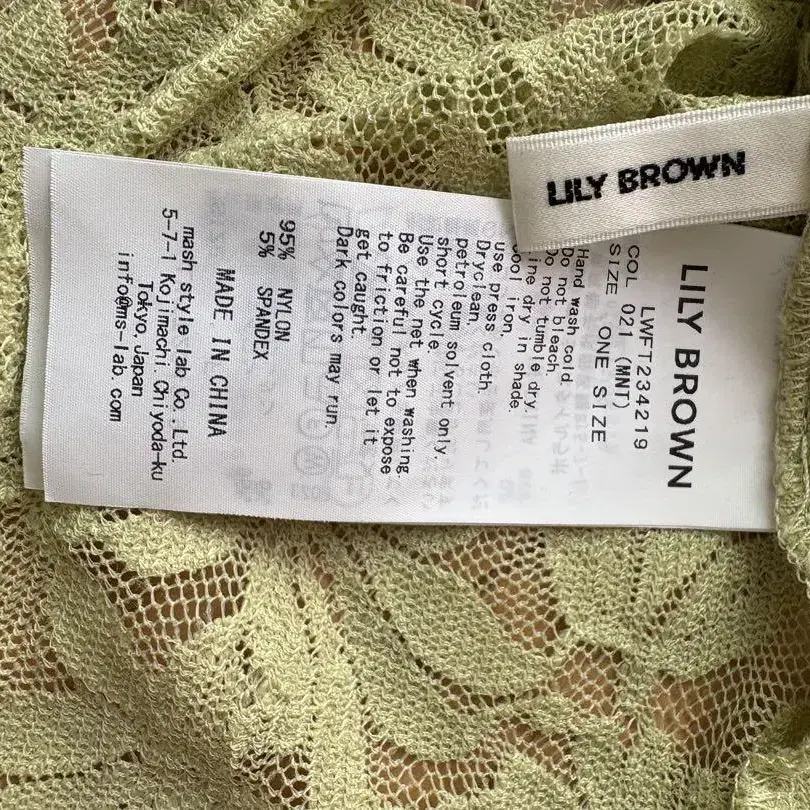 LILY BROWN
LILY BROWN
LWFT234219
COL 021 (MNT)
SIZE ONE SIZE
Hand wash cold.
Do not bleach.
Do not tumble dry.
Line dry in shade.
Cool iron,
use press cloth.
Dryclean,
petroleum solvent only,
short cycle.
Use the net when washing.
Be careful not to expose
to friction or let it
get caught.
Dark colors may run.
95% NYLON
5% SPANDEX
MADE IN CHINA
mash style lab Co.,Ltd.
5-7-1 Kojimachi.Chiyoda-ku
Tokyo,Japan
info@ms-lab.com